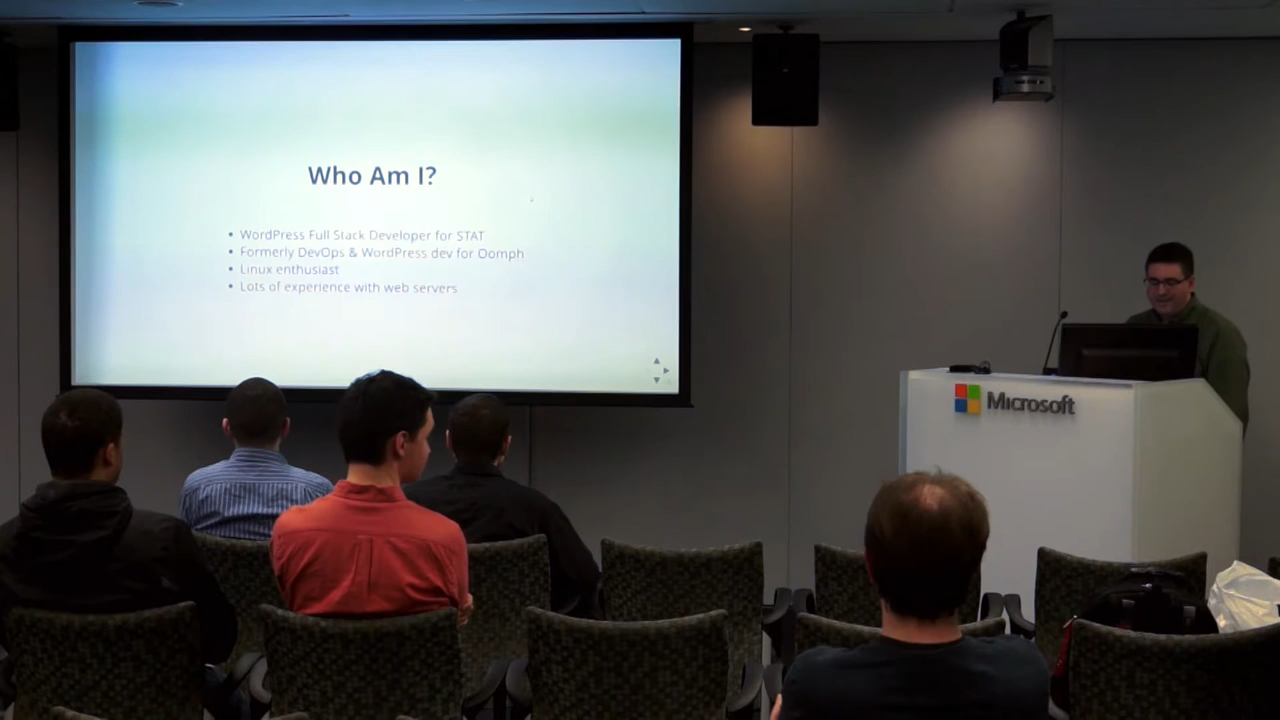 Who Am I?
• WordPress Full Stack Developer for STAT
• Formerly DevOps & WordPress dev for Oomph
• Linux enthusiast
• Lots of experience with web servers
Microsoft